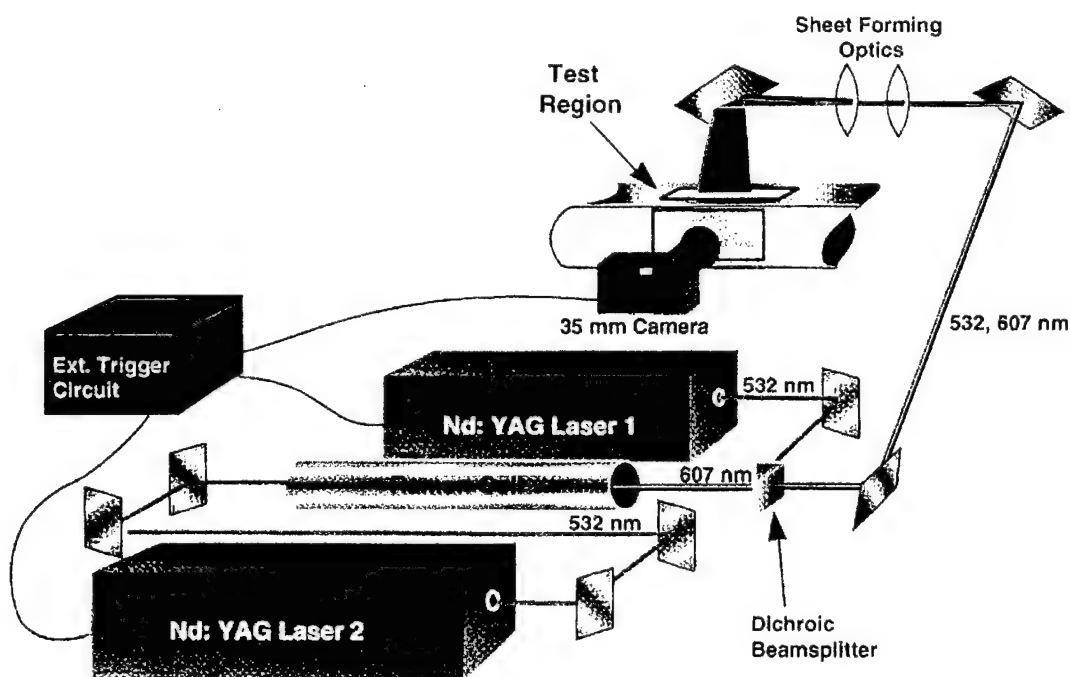 Sheet Forming
Optics
Test
Region
35 mm Camera
532, 607 nm
Ext. Trigger
Circuit
532 nm
Nd: YAG Laser 1
607 nm
532 nm
Nd: YAG Laser 2
Dichroic
Beamsplitter